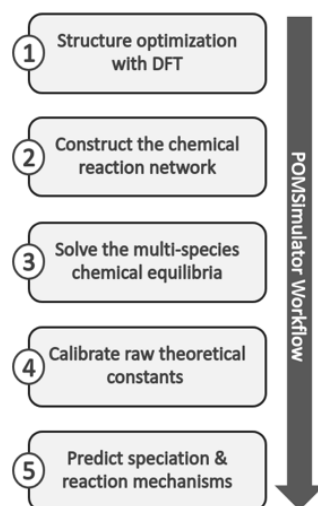 1
Structure optimization
with DFT
2
Construct the chemical
reaction network
3
Solve the multi-species
chemical equilibria
4
Calibrate raw theoretical
constants
5
Predict speciation &
reaction mechanisms
POMSimulator Workflow